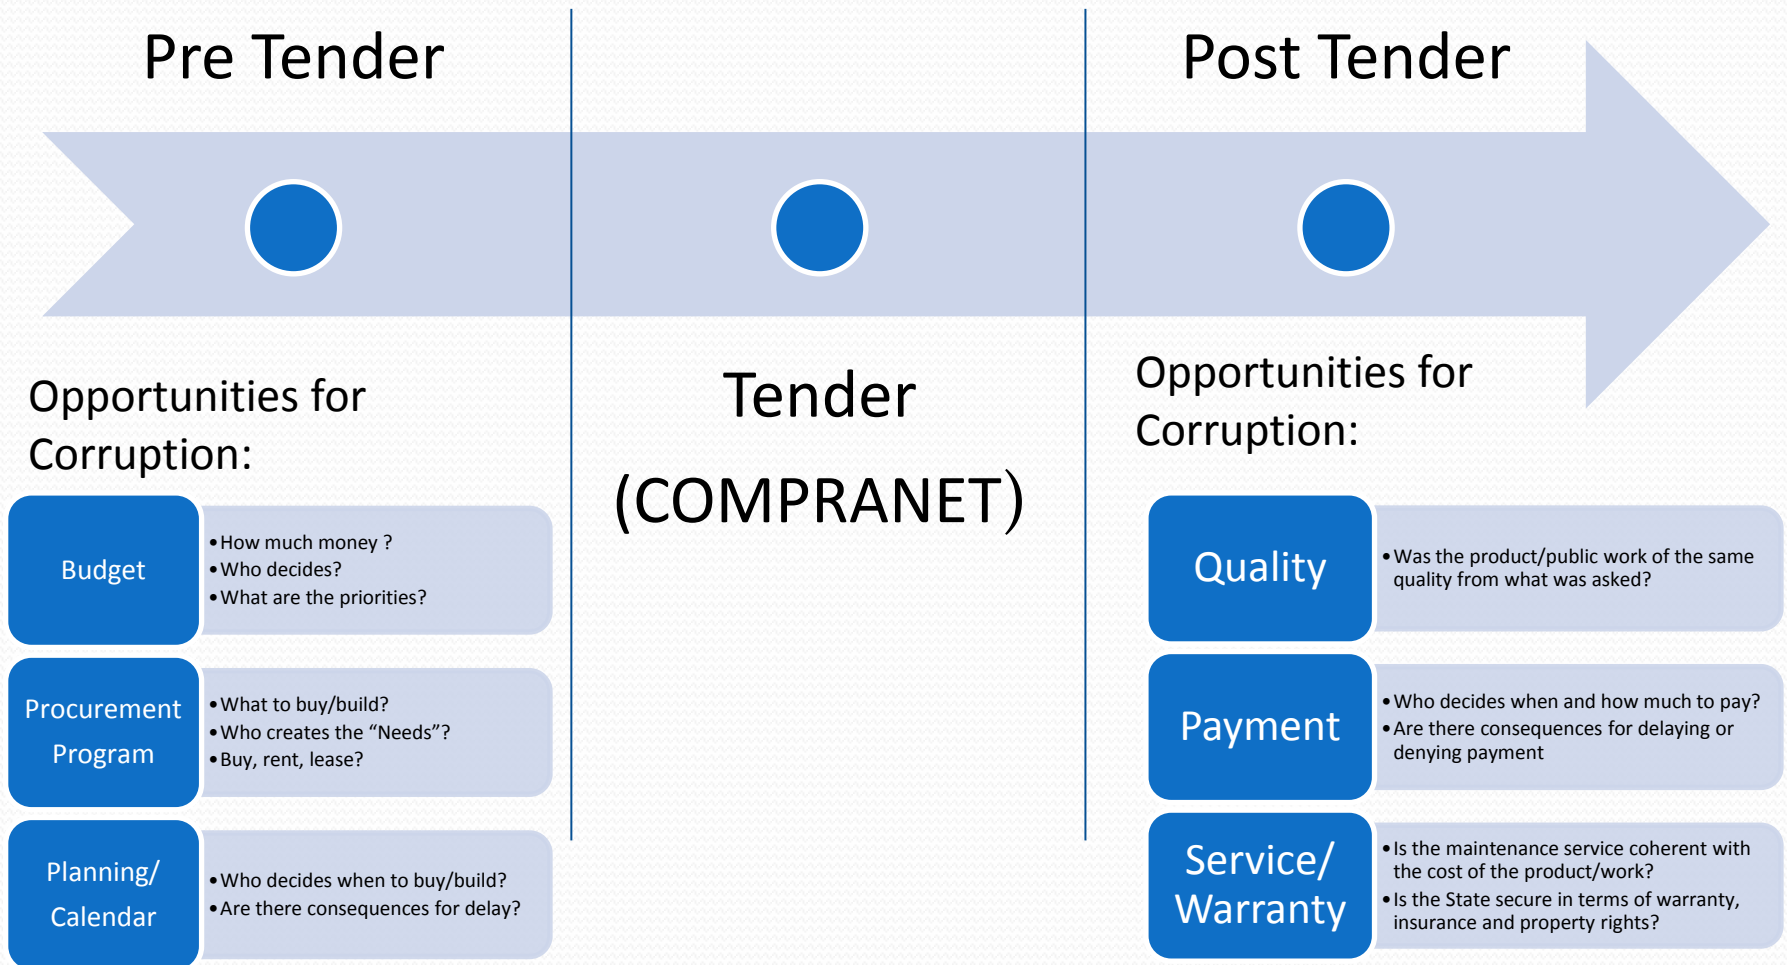 Pre Tender
Opportunities for
Corruption:
Budget
•How much money ?
•Who decides?
•What are the priorities?
Procurement
Program
•What to buy/build?
•Who creates the “Needs”?
•Buy, rent, lease?
Planning/
Calendar
•Who decides when to buy/build?
•Are there consequences for delay?
Tender
(COMPRANET)
Post Tender
Opportunities for
Corruption:
Quality
•Was the product/public work of the same
quality from what was asked?
Payment
•Who decides when and how much to pay?
•Are there consequences for delaying or
denying payment
Service/
Warranty
•Is the maintenance service coherent with
the cost of the product/work?
•Is the State secure in terms of warranty,
insurance and property rights?